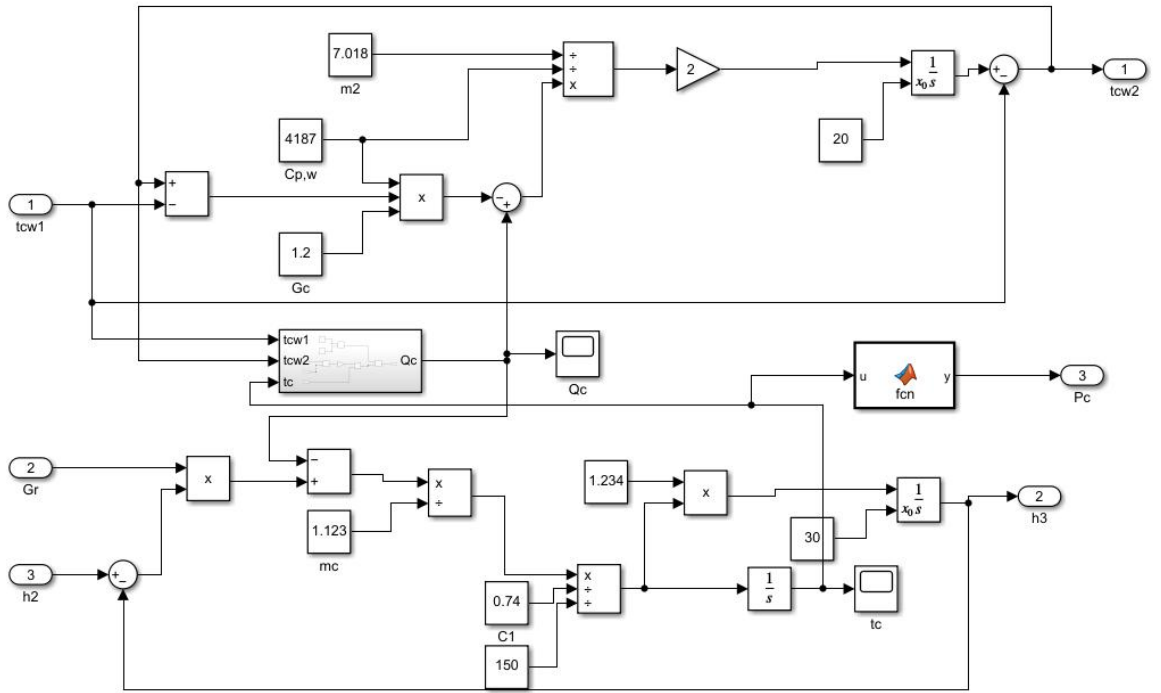 7.018
m2
÷
÷
x
2
1
s
x₀
20
+
−
1
tcw2
4187
Cp,w
+
−
x
−
+
1
tcw1
1.2
Gc
tcw1
tcw2
tc
Qc
Qc
u
fcn
y
3
Pc
2
Gr
x
−
+
x
÷
1.234
x
1
s
x₀
2
h3
1.123
mc
30
3
h2
+
−
x
÷
÷
0.74
C1
1
s
tc
150